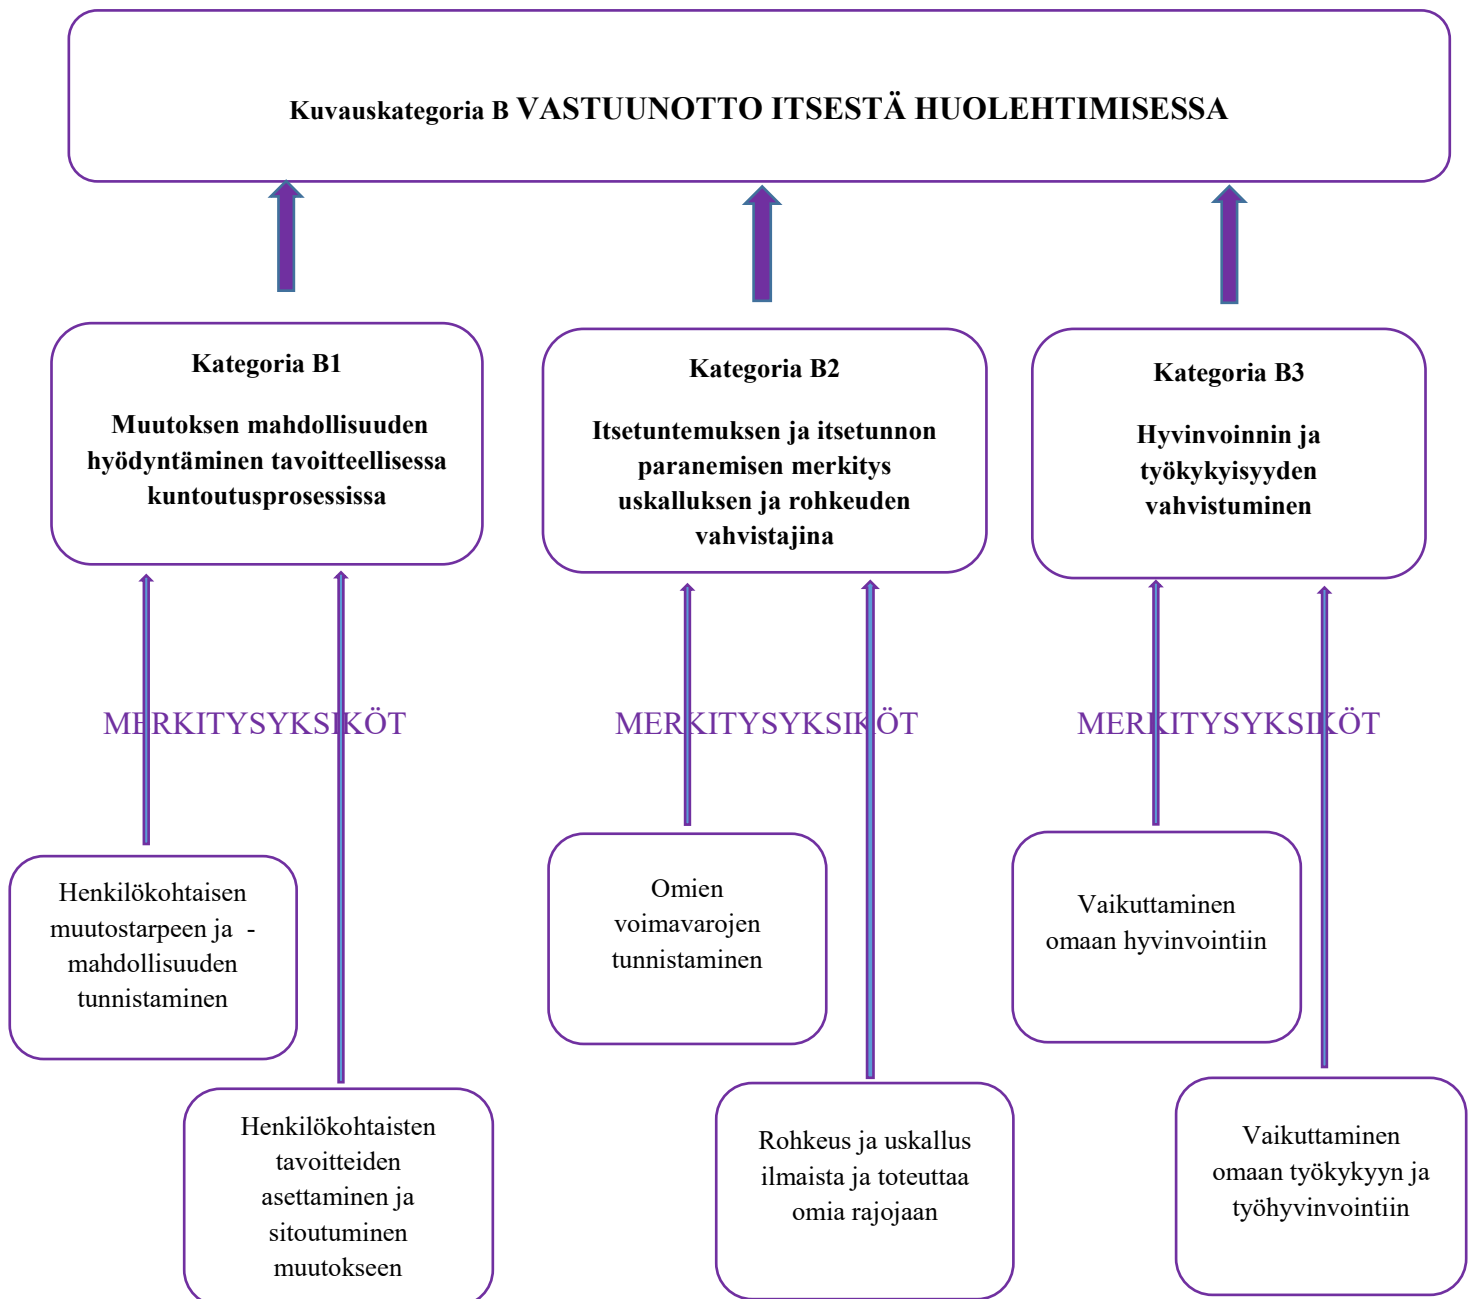 Kuvauskategoria B VASTUUNOTTO ITSESTÄ HUOLEHTIMISESSA
Kategoria B1
Muutoksen mahdollisuuden
hyödyntäminen tavoitteellisessa
kuntoutusprosessissa
Kategoria B2
Itsetuntemuksen ja itsetunnon
paranemisen merkitys
uskalluksen ja rohkeuden
vahvistajina
Kategoria B3
Hyvinvoinnin ja
työkykyisyyden
vahvistuminen
MERKITYSYKSIKÖT
MERKITYSYKSIKÖT
MERKITYSYKSIKÖT
Henkilökohtaisen
muutostarpeen ja -
mahdollisuuden
tunnistaminen
Omien
voimavarojen
tunnistaminen
Vaikuttaminen
omaan hyvinvointiin
Henkilökohtaisten
tavoitteiden
asettaminen ja
sitoutuminen
muutokseen
Rohkeus ja uskallus
ilmaista ja toteuttaa
omia rajojaan
Vaikuttaminen
omaan työkykyyn ja
työhyvinvointiin